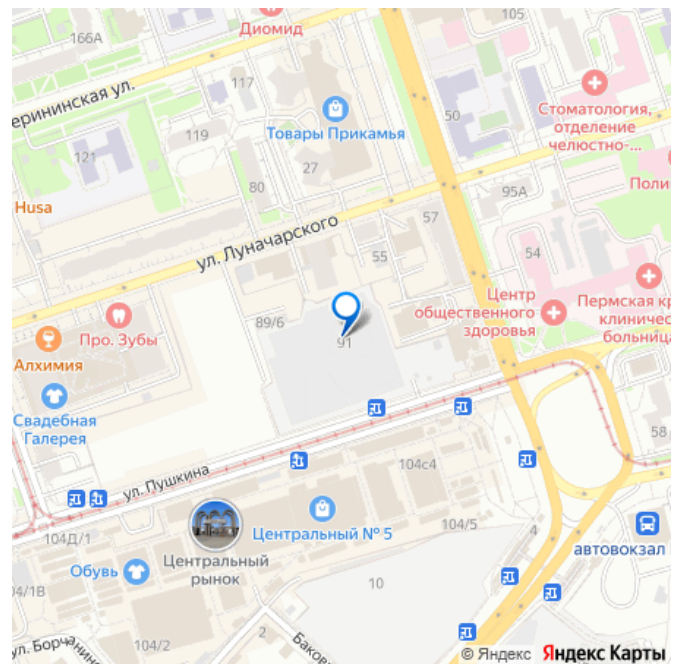 105
166А
Диомид
ерининская ул.
117
Товары Прикамья
50
Стоматология,
отделение
челюстно-...
119
121
27
80
95А
Поли
Husa
57
ул. Луначарского
55
54
Центр
общественного
здоровья
Пермская кр
клиничес
больница
89/6
91
Про. Зубы
Алхимия
Свадебная
Галерея
58
104с4
ул. Пушкина
Центральный № 5
104/5
4
104Д/1
Центральный
рынок
автовокзал
Обувь
04/1В
10
2
104/2
ул. Борчанино
Баков
© Яндекс Яндекс Карты